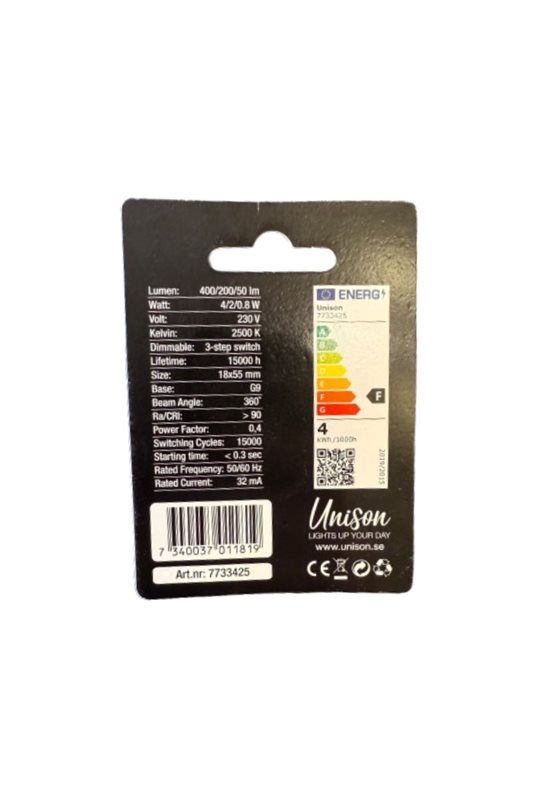 Lumen: 400/200/50 lm
Watt: 4/2/0.8 W
Volt: 230 V
Kelvin: 2500 K
Dimmable: 3-step switch
Lifetime: 15000 h
Size: 18x55 mm
Base: G9
Beam Angle: 360°
Ra/CRI: > 90
Power Factor: 0,4
Switching Cycles: 15000
Starting time: < 0.3 sec
Rated Frequency: 50/60 Hz
Rated Current: 32 mA
7 340037 011819
Art.nr: 7733425
ENERG
Unison
7733425
A
B
C
D
E
F
G
F
4
kWh/1000h
2019/2015
Unison
LIGHTS UP YOUR DAY
www.unison.se
CE